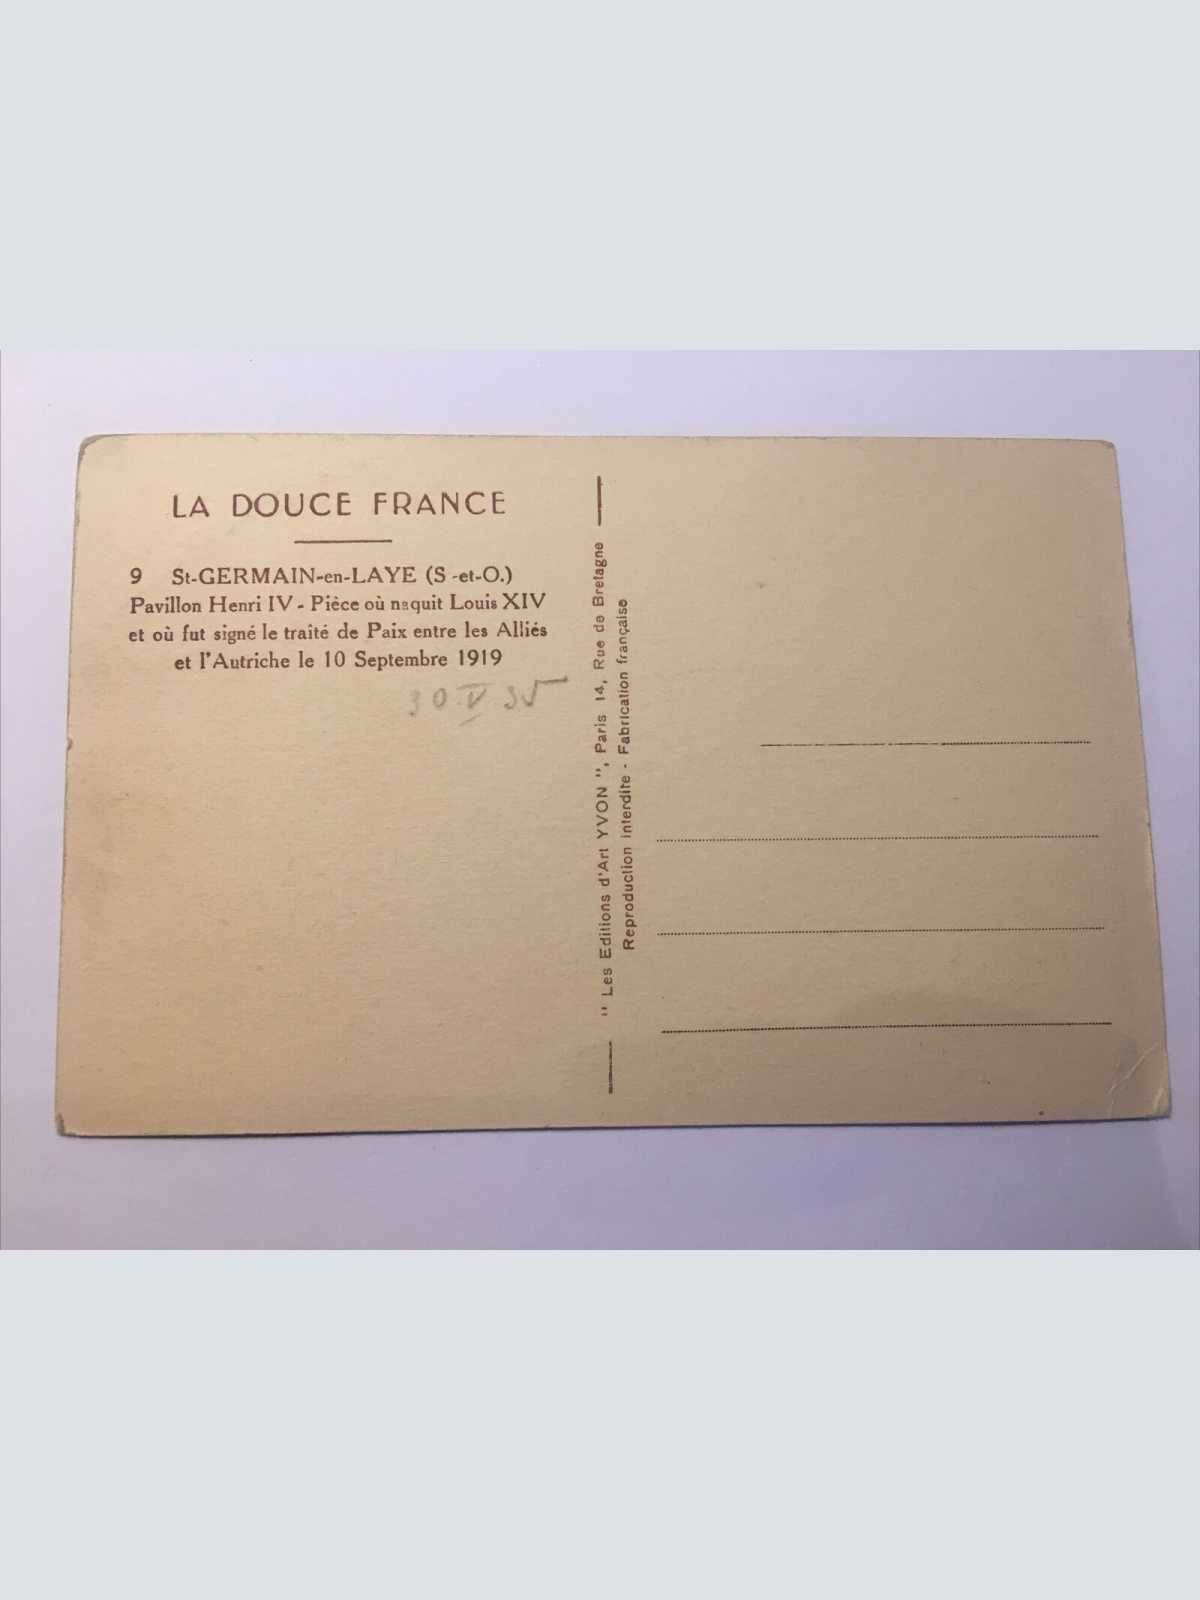 LA DOUCE FRANCE
9 St-GERMAIN-en-LAYE (S -et-O.)
Pavillon Henri IV - Pièce où naquit Louis XIV
et où fut signé le traîté de Paix entre les Alliés
et l'Autriche le 10 Septembre 1919
30.V 35
" Les Editions d'Art YVON ", Paris 14, Rue de Bretagne
Reproduction interdite - Fabrication française